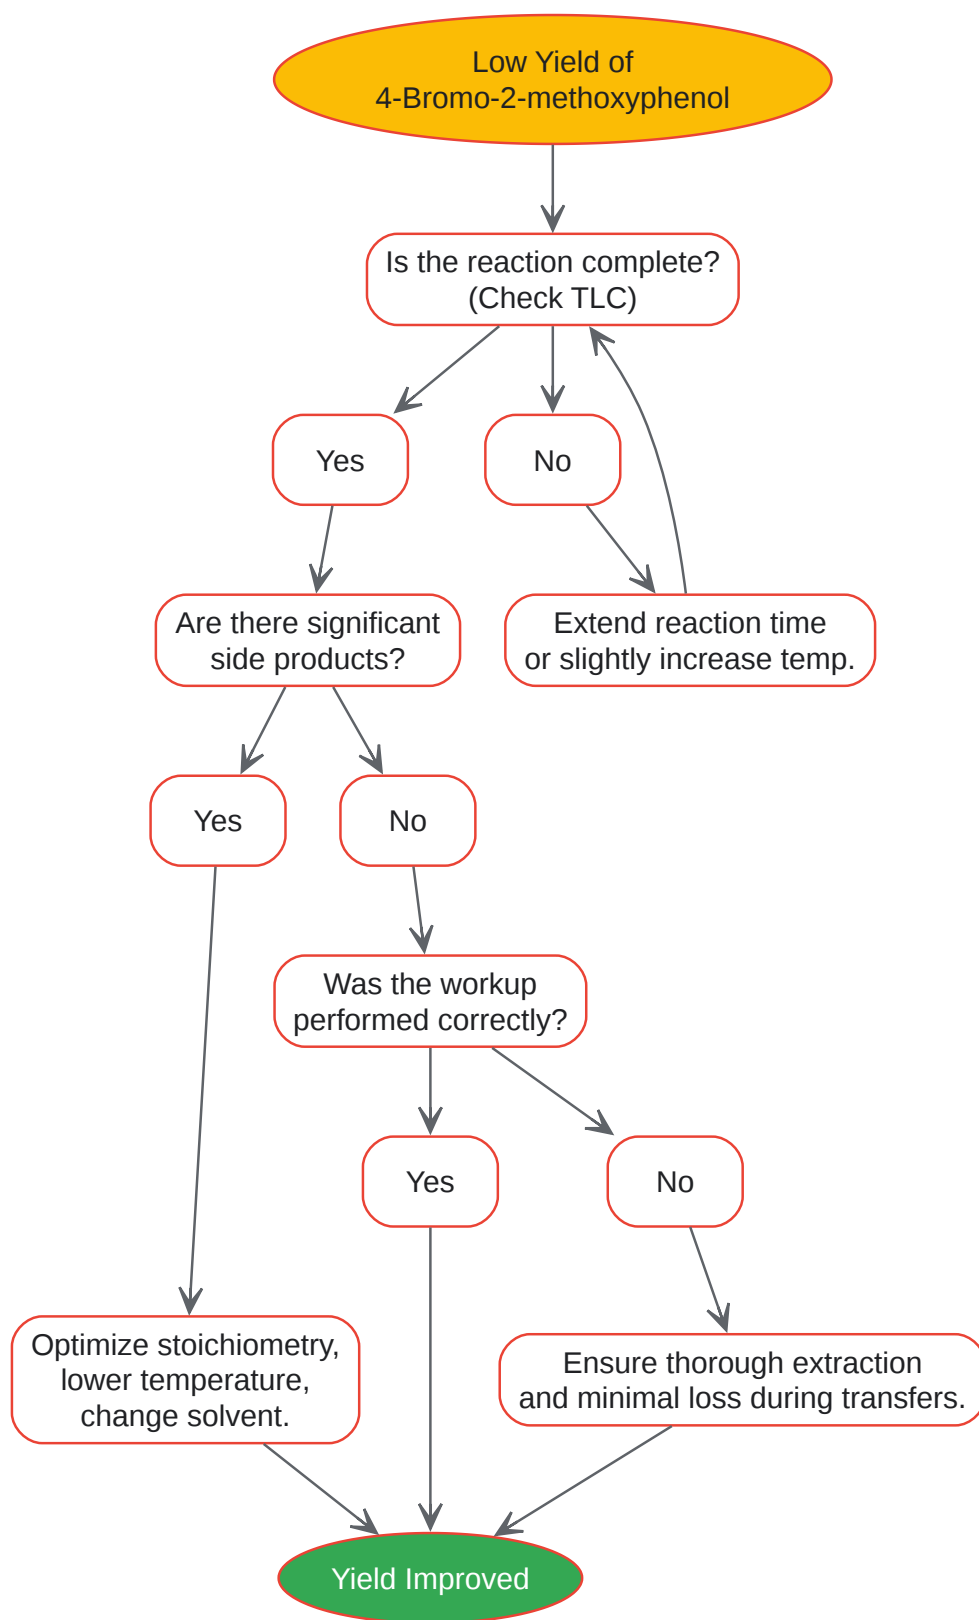 Low Yield of
4-Bromo-2-methoxyphenol
Is the reaction complete?
(Check TLC)
Yes
No
Are there significant
side products?
Extend reaction time
or slightly increase temp.
Yes
No
Was the workup
performed correctly?
Yes
No
Optimize stoichiometry,
lower temperature,
change solvent.
Ensure thorough extraction
and minimal loss during transfers.
Yield Improved